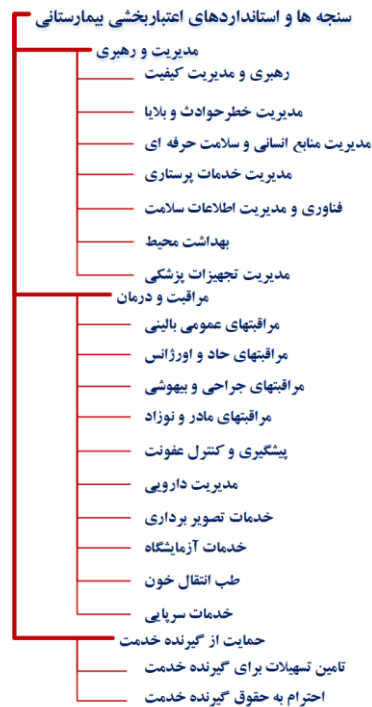 سنجه ها و استانداردهای اعتباربخشی بیمارستانی
مدیریت و رهبری
رهبری و مدیریت کیفیت
مدیریت خطرحوادث و بلایا
مدیریت منابع انسانی و سلامت حرفه ای
مدیریت خدمات پرستاری
فناوری و مدیریت اطلاعات سلامت
بهداشت محیط
مدیریت تجهیزات پزشکی
مراقبت و درمان
مراقبتهای عمومی بالینی
مراقبتهای حاد و اورژانس
مراقبتهای جراحی و بیهوشی
مراقبتهای مادر و نوزاد
پیشگیری و کنترل عفونت
مدیریت دارویی
خدمات تصویر برداری
خدمات آزمایشگاه
طب انتقال خون
خدمات سرپایی
حمایت از گیرنده خدمت
تامین تسهیلات برای گیرنده خدمت
احترام به حقوق گیرنده خدمت